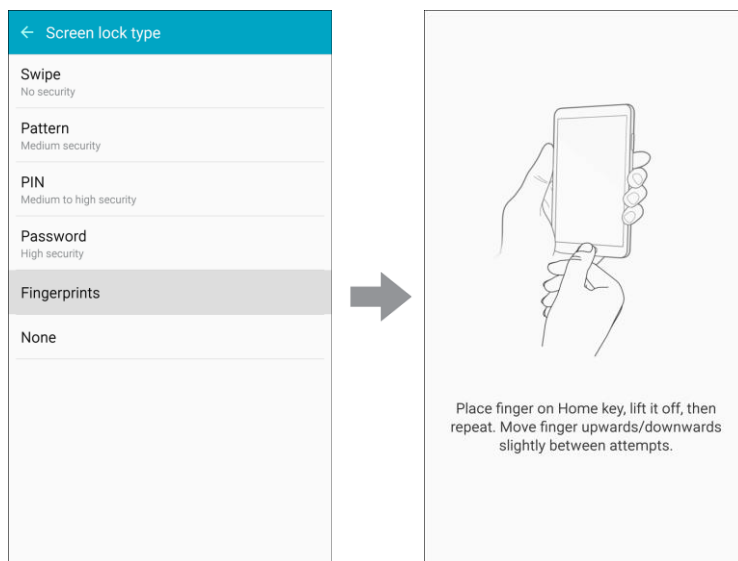 Screen lock type
Swipe
No security
Pattern
Medium security
PIN
Medium to high security
Password
High security
Fingerprints
None
Place finger on Home key, lift it off, then
repeat. Move finger upwards/downwards
slightly between attempts.